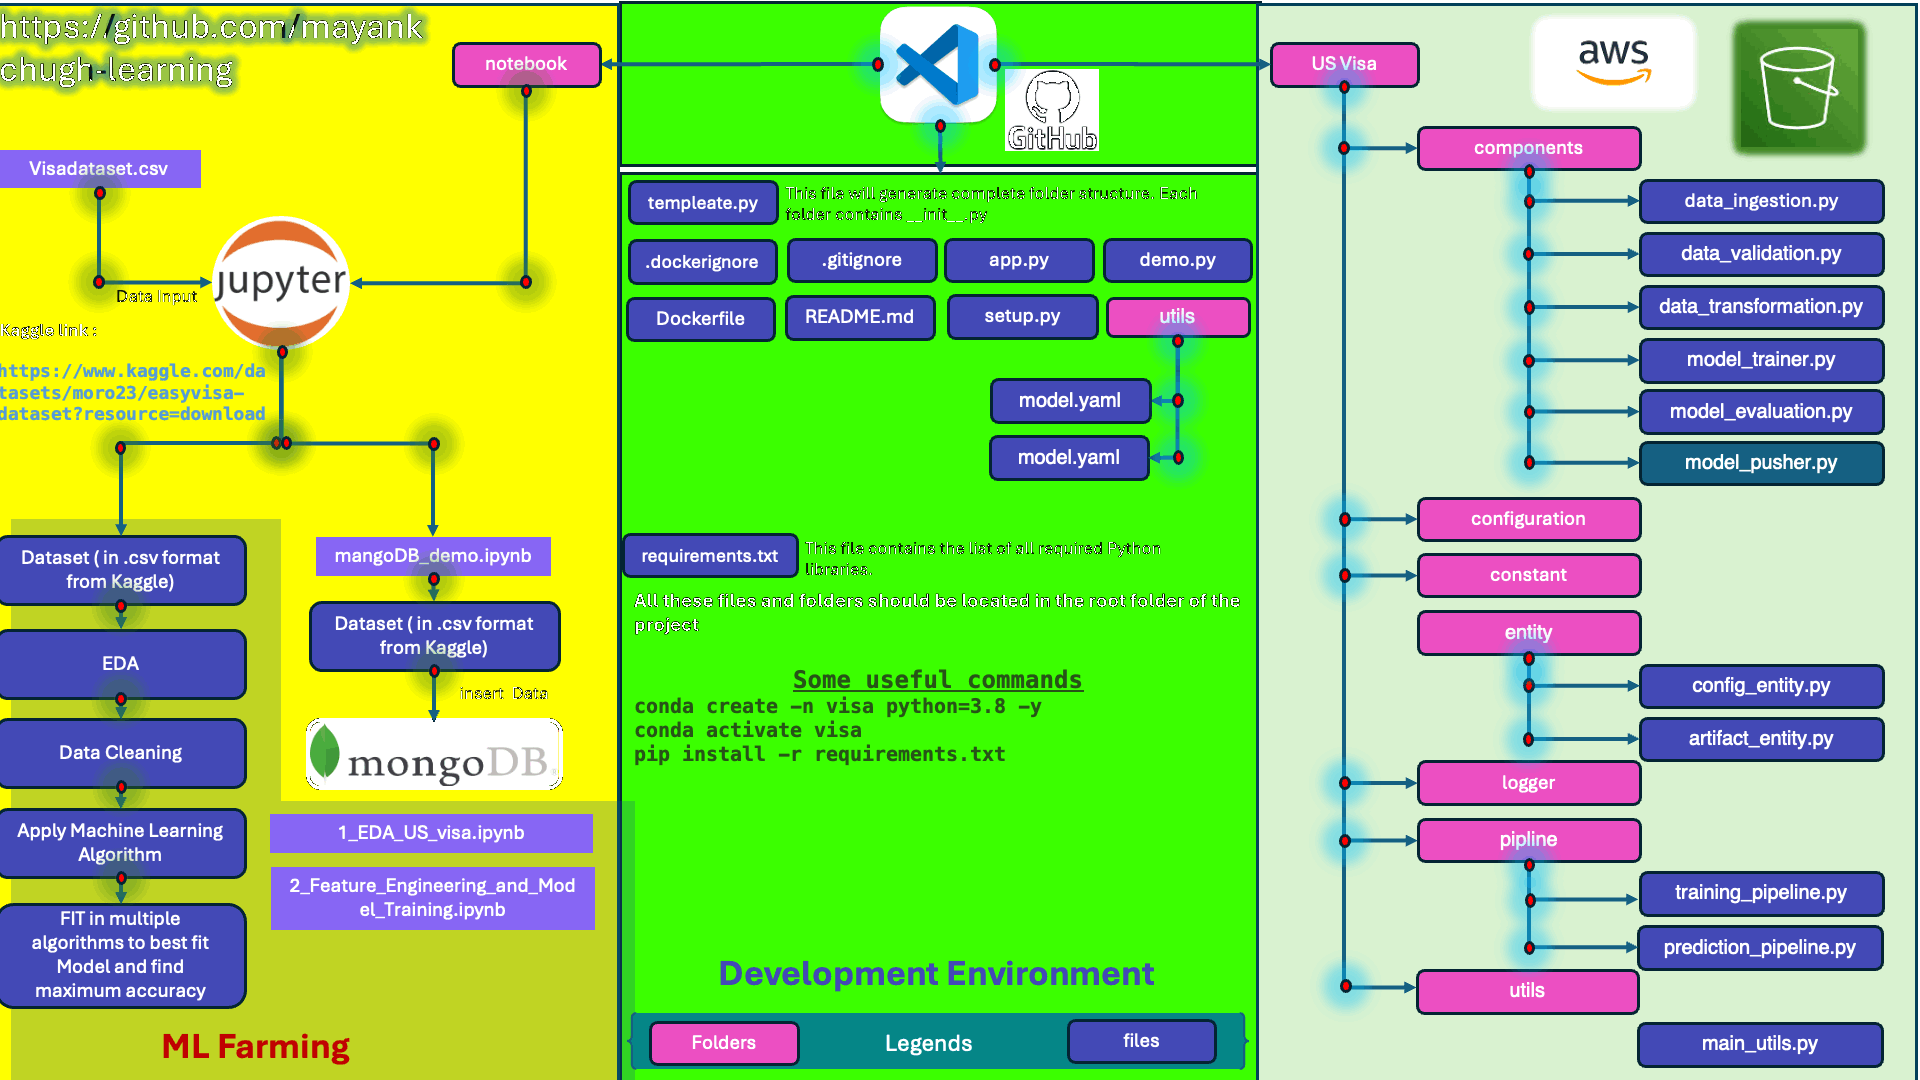 https://github.com/mayank
chugh-learning
notebook
Visadataset.csv
jupyter
Data Input
Kaggle link :
https://www.kaggle.com/da
tasets/moro23/easyvisa-
dataset?resource=download
Dataset ( in .csv format
from Kaggle)
EDA
Data Cleaning
Apply Machine Learning
Algorithm
FIT in multiple
algorithms to best fit
Model and find
maximum accuracy
mangoDB_demo.ipynb
Dataset ( in .csv format
from Kaggle)
insert Data
mongoDB
1_EDA_US_visa.ipynb
2_Feature_Engineering_and_Mod
el_Training.ipynb
ML Farming
GitHub
templeate.py
This file will generate complete folder structure. Each
folder contains __init__.py
.dockerignore
.gitignore
app.py
demo.py
Dockerfile
README.md
setup.py
utils
model.yaml
model.yaml
requirements.txt
This file contains the list of all required Python
libraries.
All these files and folders should be located in the root folder of the
project
Some useful commands
conda create -n visa python=3.8 -y
conda activate visa
pip install -r requirements.txt
Development Environment
Folders
Legends
files
US Visa
aws
components
data_ingestion.py
data_validation.py
data_transformation.py
model_trainer.py
model_evaluation.py
model_pusher.py
configuration
constant
entity
config_entity.py
artifact_entity.py
logger
pipline
training_pipeline.py
prediction_pipeline.py
utils
main_utils.py